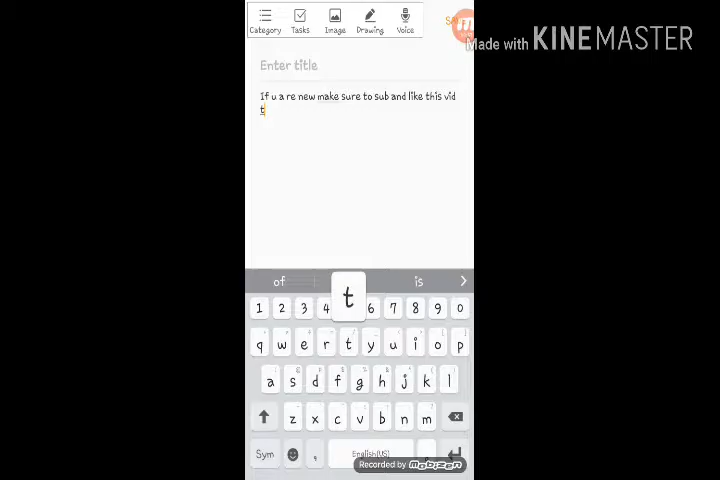 Category Tasks Image Drawing Voice
Made with KINEMASTER
Enter title
If u a re new make sure to sub and like this vid
t
of is
t
1 2 3 4 6 7 8 9 0
q w e r t y u i o p
a s d f g h j k l
z x c v b n m
Sym , English(US)
Recorded by MOBIZEN